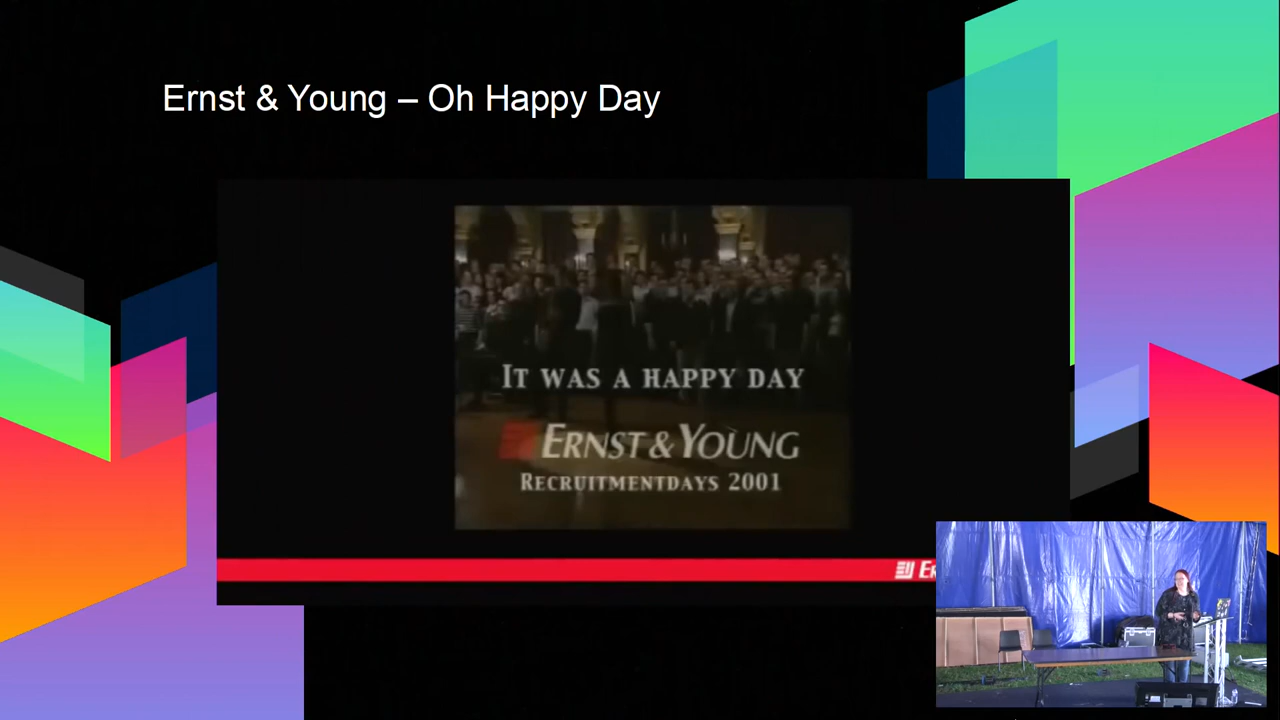 Ernst & Young – Oh Happy Day
IT WAS A HAPPY DAY
ERNST & YOUNG
RECRUITMENTDAYS 2001